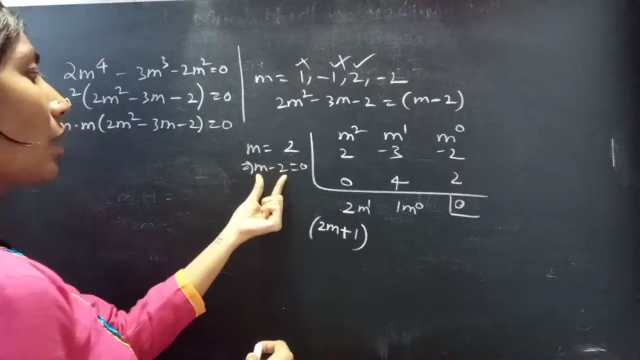 2m⁴ - 3m³ - 2m² = 0
²(2m² - 3m - 2) = 0
m·m(2m² - 3m - 2) = 0
m = 1, -1, 2, -2
2m² - 3m - 2 = (m - 2)
m = 2
⇒ m - 2 = 0
m² m¹ m⁰
2 -3 -2
0 4 2
2m¹ 1m⁰ 0
(2m + 1)